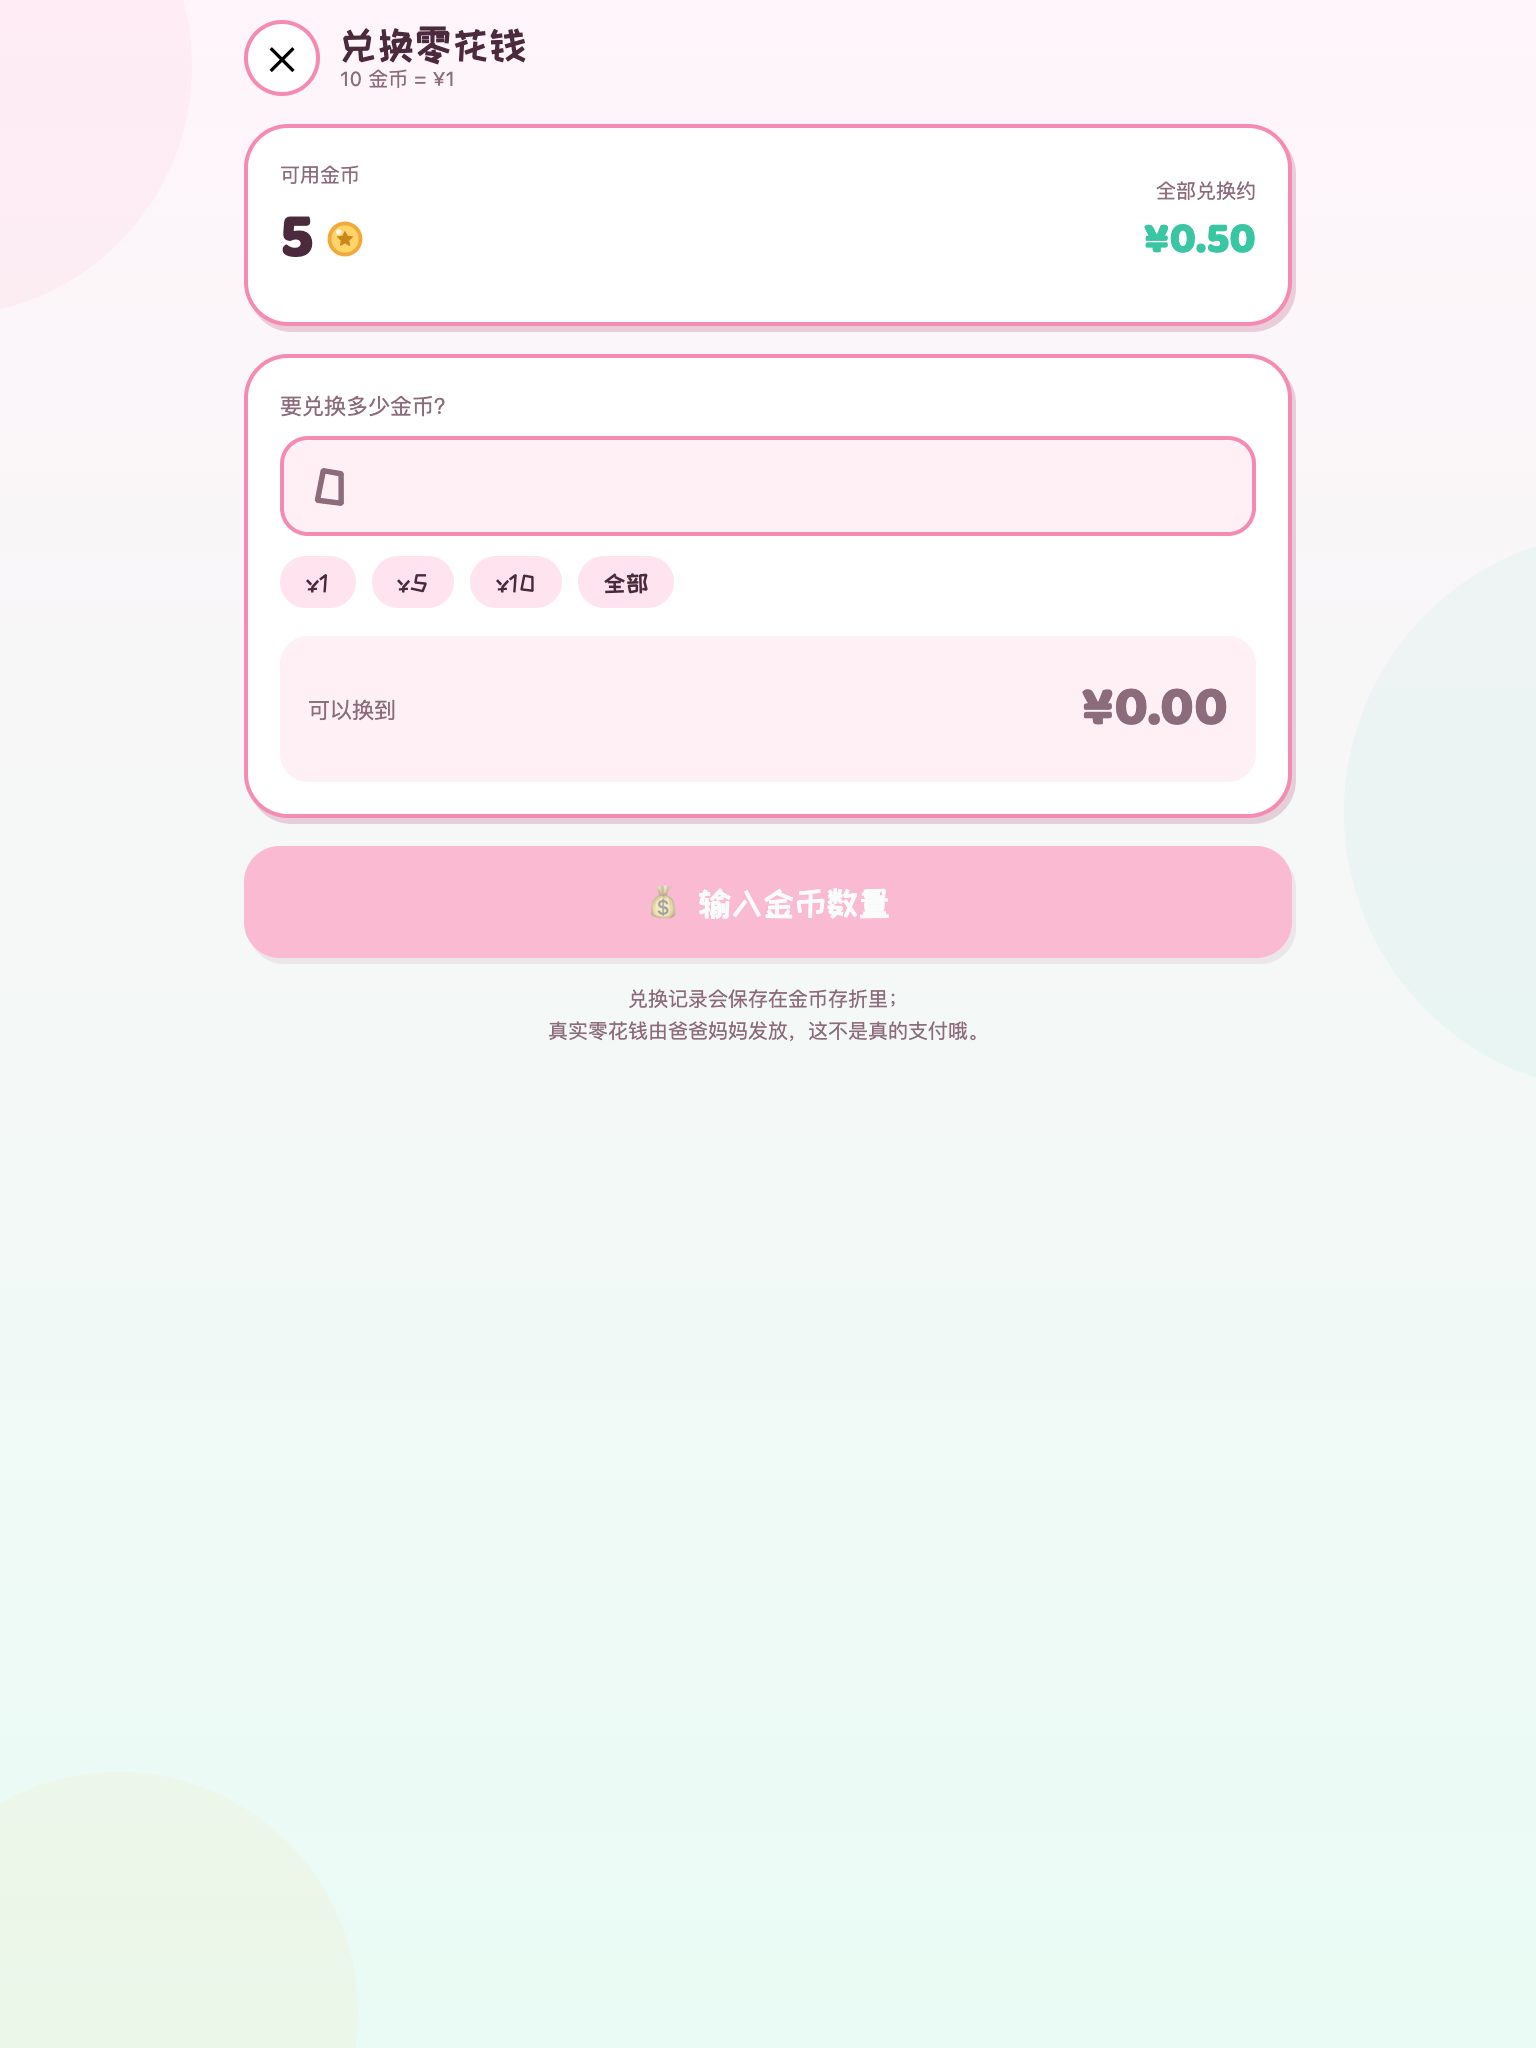 兑换零花钱
10 金币 = ¥1
可用金币
5
全部兑换约
¥0.50
要兑换多少金币?
0
¥1 ¥5 ¥10 全部
可以换到
¥0.00
输入金币数量
兑换记录会保存在金币存折里；
真实零花钱由爸爸妈妈发放，这不是真的支付哦。